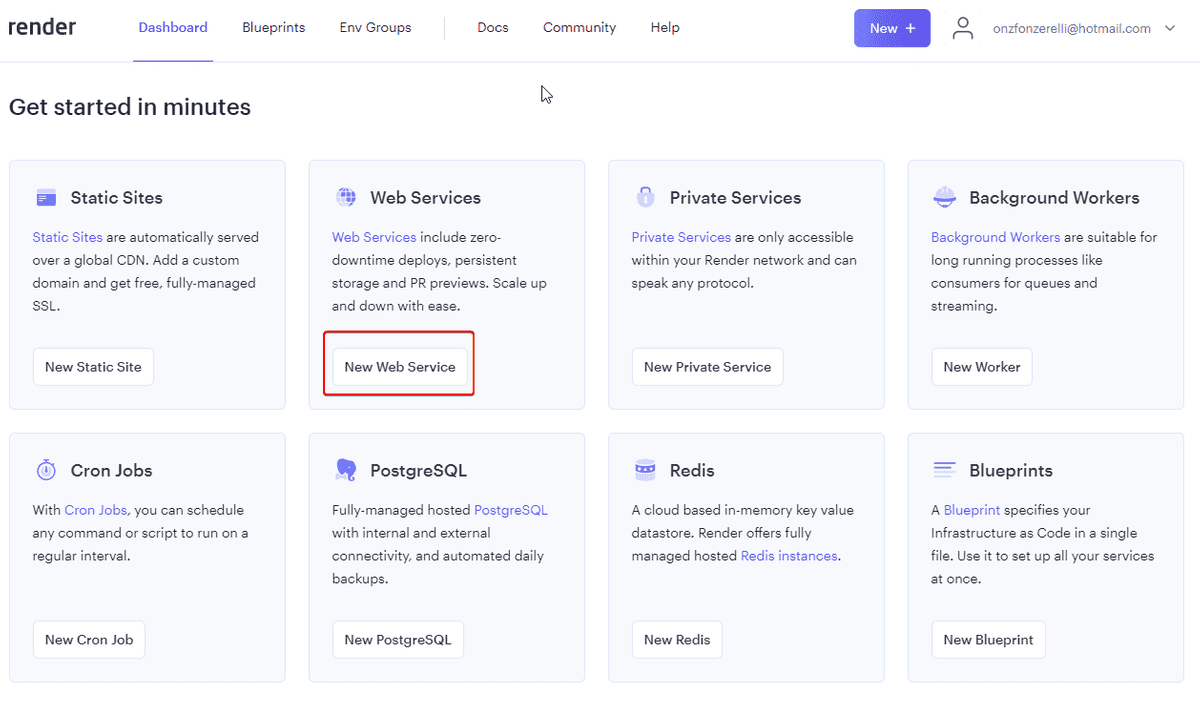 render
Dashboard
Blueprints
Env Groups
Docs
Community
Help
New +
onzfonzerelli@hotmail.com
Get started in minutes
Static Sites
Static Sites are automatically served
over a global CDN. Add a custom
domain and get free, fully-managed
SSL.
New Static Site
Web Services
Web Services include zero-
downtime deploys, persistent
storage and PR previews. Scale up
and down with ease.
New Web Service
Private Services
Private Services are only accessible
within your Render network and can
speak any protocol.
New Private Service
Background Workers
Background Workers are suitable for
long running processes like
consumers for queues and
streaming.
New Worker
Cron Jobs
With Cron Jobs, you can schedule
any command or script to run on a
regular interval.
New Cron Job
PostgreSQL
Fully-managed hosted PostgreSQL
with internal and external
connectivity, and automated daily
backups.
New PostgreSQL
Redis
A cloud based in-memory key value
datastore. Render offers fully
managed hosted Redis instances.
New Redis
Blueprints
A Blueprint specifies your
Infrastructure as Code in a single
file. Use it to set up all your services
at once.
New Blueprint